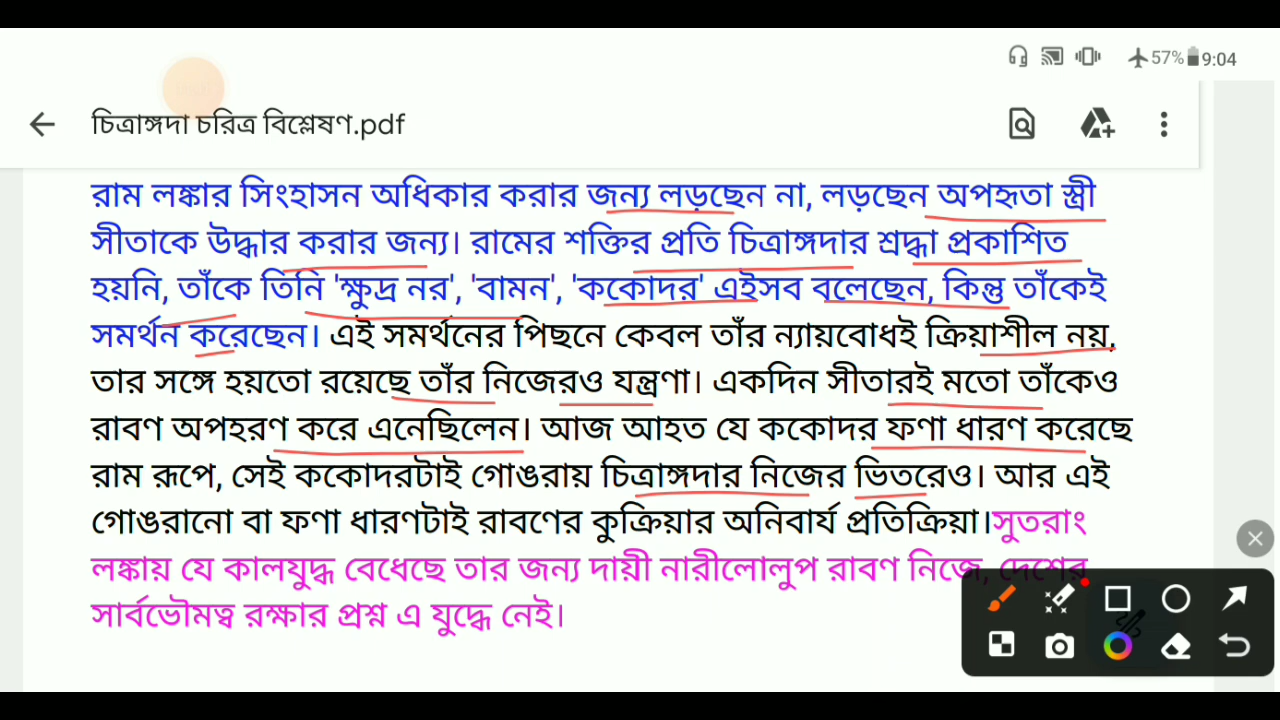 57% 9:04
চিত্রাঙ্গদা চরিত্র বিশ্লেষণ.pdf
রাম লঙ্কার সিংহাসন অধিকার করার জন্য লড়ছেন না, লড়ছেন অপহৃতা স্ত্রী
সীতাকে উদ্ধার করার জন্য। রামের শক্তির প্রতি চিত্রাঙ্গদার শ্রদ্ধা প্রকাশিত
হয়নি, তাঁকে তিনি 'ক্ষুদ্র নর', 'বামন', 'ককোদর' এইসব বলেছেন, কিন্তু তাঁকেই
সমর্থন করেছেন। এই সমর্থনের পিছনে কেবল তাঁর ন্যায়বোধই ক্রিয়াশীল নয়,
তার সঙ্গে হয়তো রয়েছে তাঁর নিজেরও যন্ত্রণা। একদিন সীতারই মতো তাঁকেও
রাবণ অপহরণ করে এনেছিলেন। আজ আহত যে ককোদর ফণা ধারণ করেছে
রাম রূপে, সেই ককোদরটাই গোঙরায় চিত্রাঙ্গদার নিজের ভিতরেও। আর এই
গোঙরানো বা ফণা ধারণটাই রাবণের কুক্রিয়ার অনিবার্য প্রতিক্রিয়া।সুতরাং
লঙ্কায় যে কালযুদ্ধ বেধেছে তার জন্য দায়ী নারীলোলুপ রাবণ নিজে, দেশের
সার্বভৌমত্ব রক্ষার প্রশ্ন এ যুদ্ধে নেই।